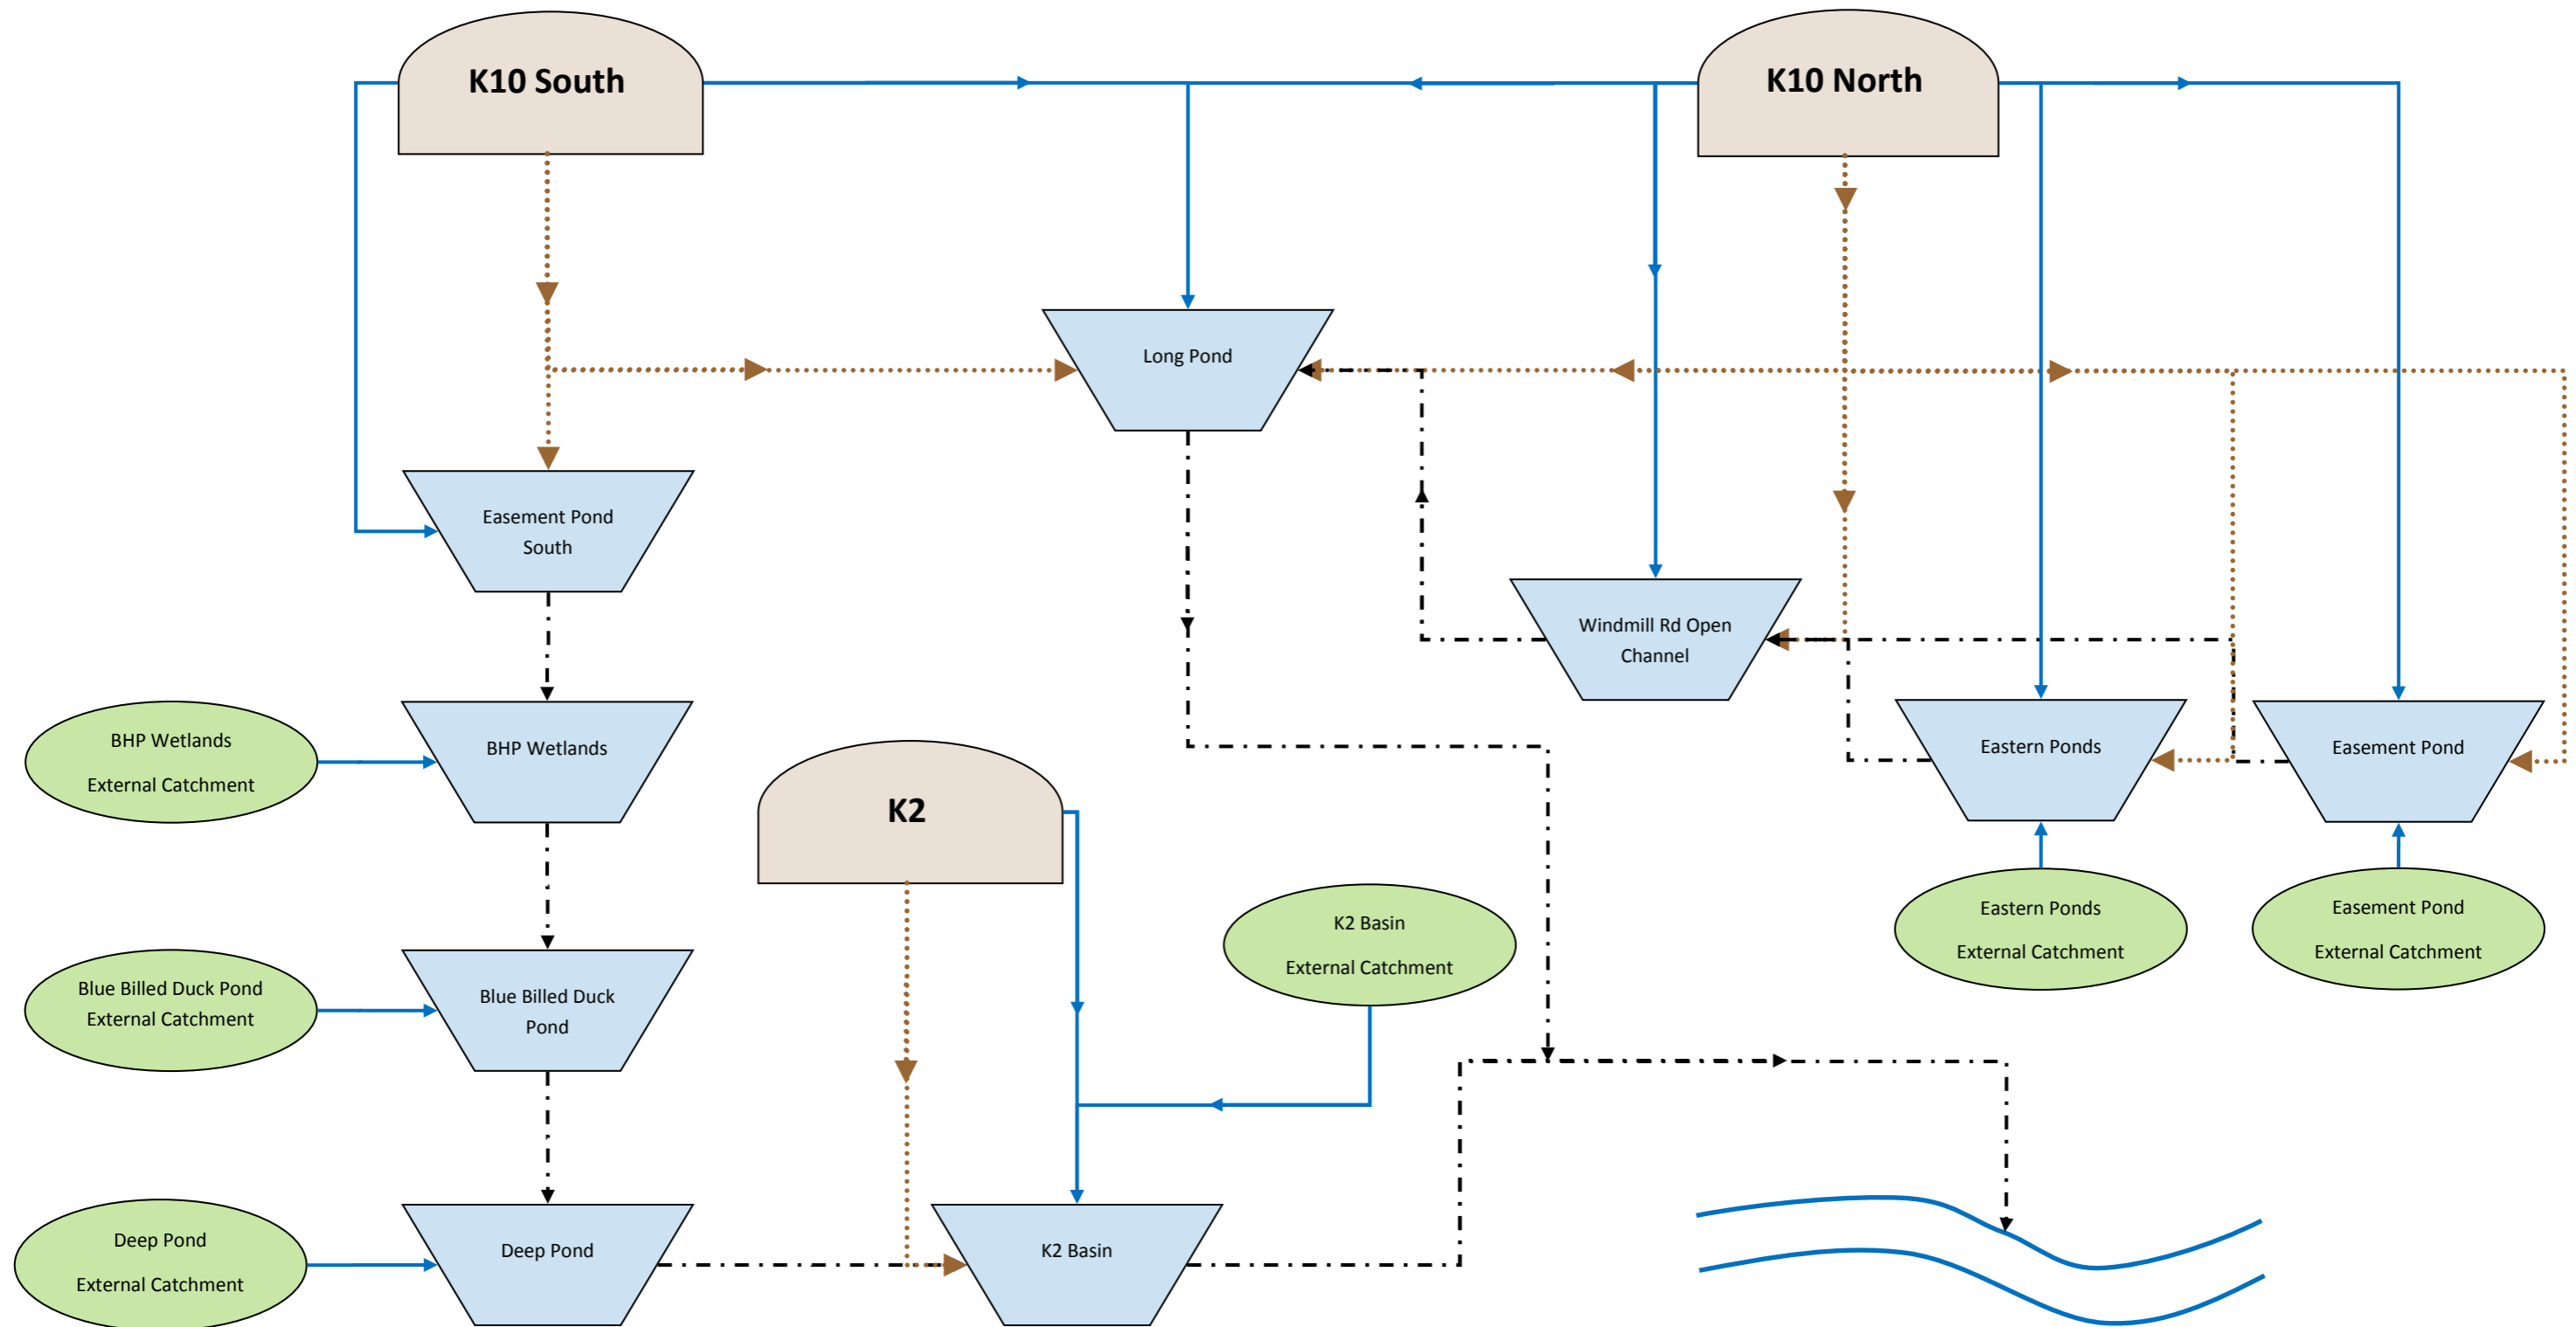 K10 South
K10 North
Long Pond
Easement Pond
South
Windmill Rd Open
Channel
BHP Wetlands
External Catchment
BHP Wetlands
Eastern Ponds
Easement Pond
K2
Eastern Ponds
External Catchment
Easement Pond
External Catchment
K2 Basin
External Catchment
Blue Billed Duck Pond
External Catchment
Blue Billed Duck
Pond
Deep Pond
External Catchment
Deep Pond
K2 Basin